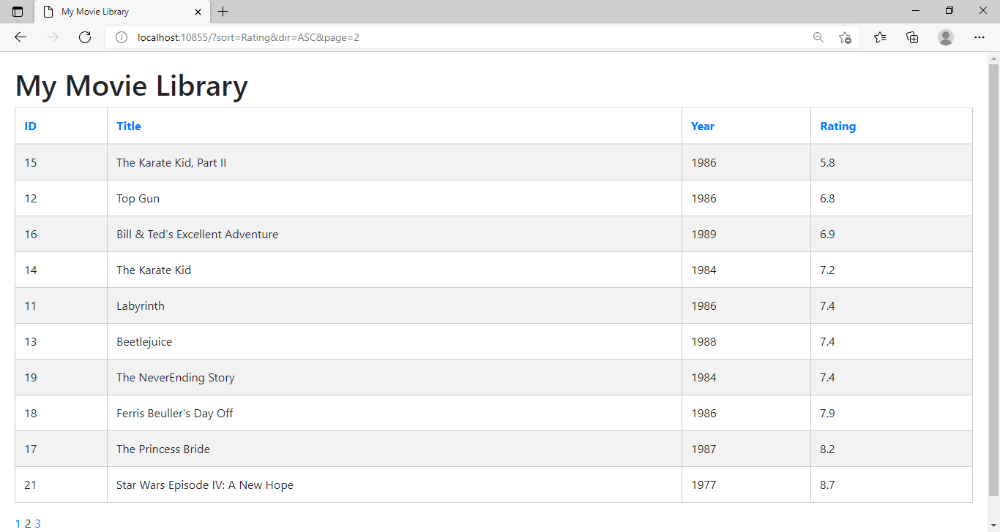 My Movie Library
localhost:10855/?sort=Rating&dir=ASC&page=2
My Movie Library
ID Title Year Rating
15 The Karate Kid, Part II 1986 5.8
12 Top Gun 1986 6.8
16 Bill & Ted's Excellent Adventure 1989 6.9
14 The Karate Kid 1984 7.2
11 Labyrinth 1986 7.4
13 Beetlejuice 1988 7.4
19 The NeverEnding Story 1984 7.4
18 Ferris Beuller's Day Off 1986 7.9
17 The Princess Bride 1987 8.2
21 Star Wars Episode IV: A New Hope 1977 8.7
1 2 3